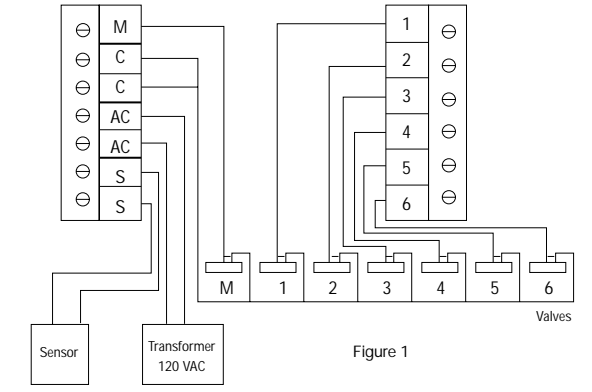 M
C
C
AC
AC
S
S
1
2
3
4
5
6
M 1 2 3 4 5 6
Valves
Sensor
Transformer
120 VAC
Figure 1